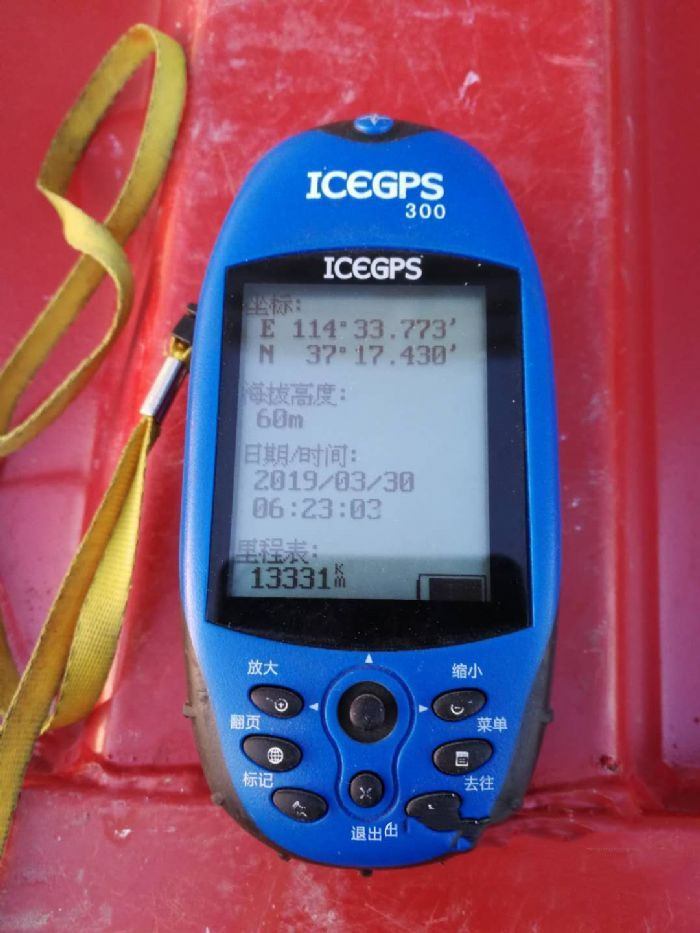 ICEGPS
300
ICEGPS
坐标:
E 114°33.773'
N 37°17.430'
海拔高度:
60m
日期/时间:
2019/03/30
06:23:03
里程表:
13331km
放大
缩小
翻页
菜单
标记
去往
退出